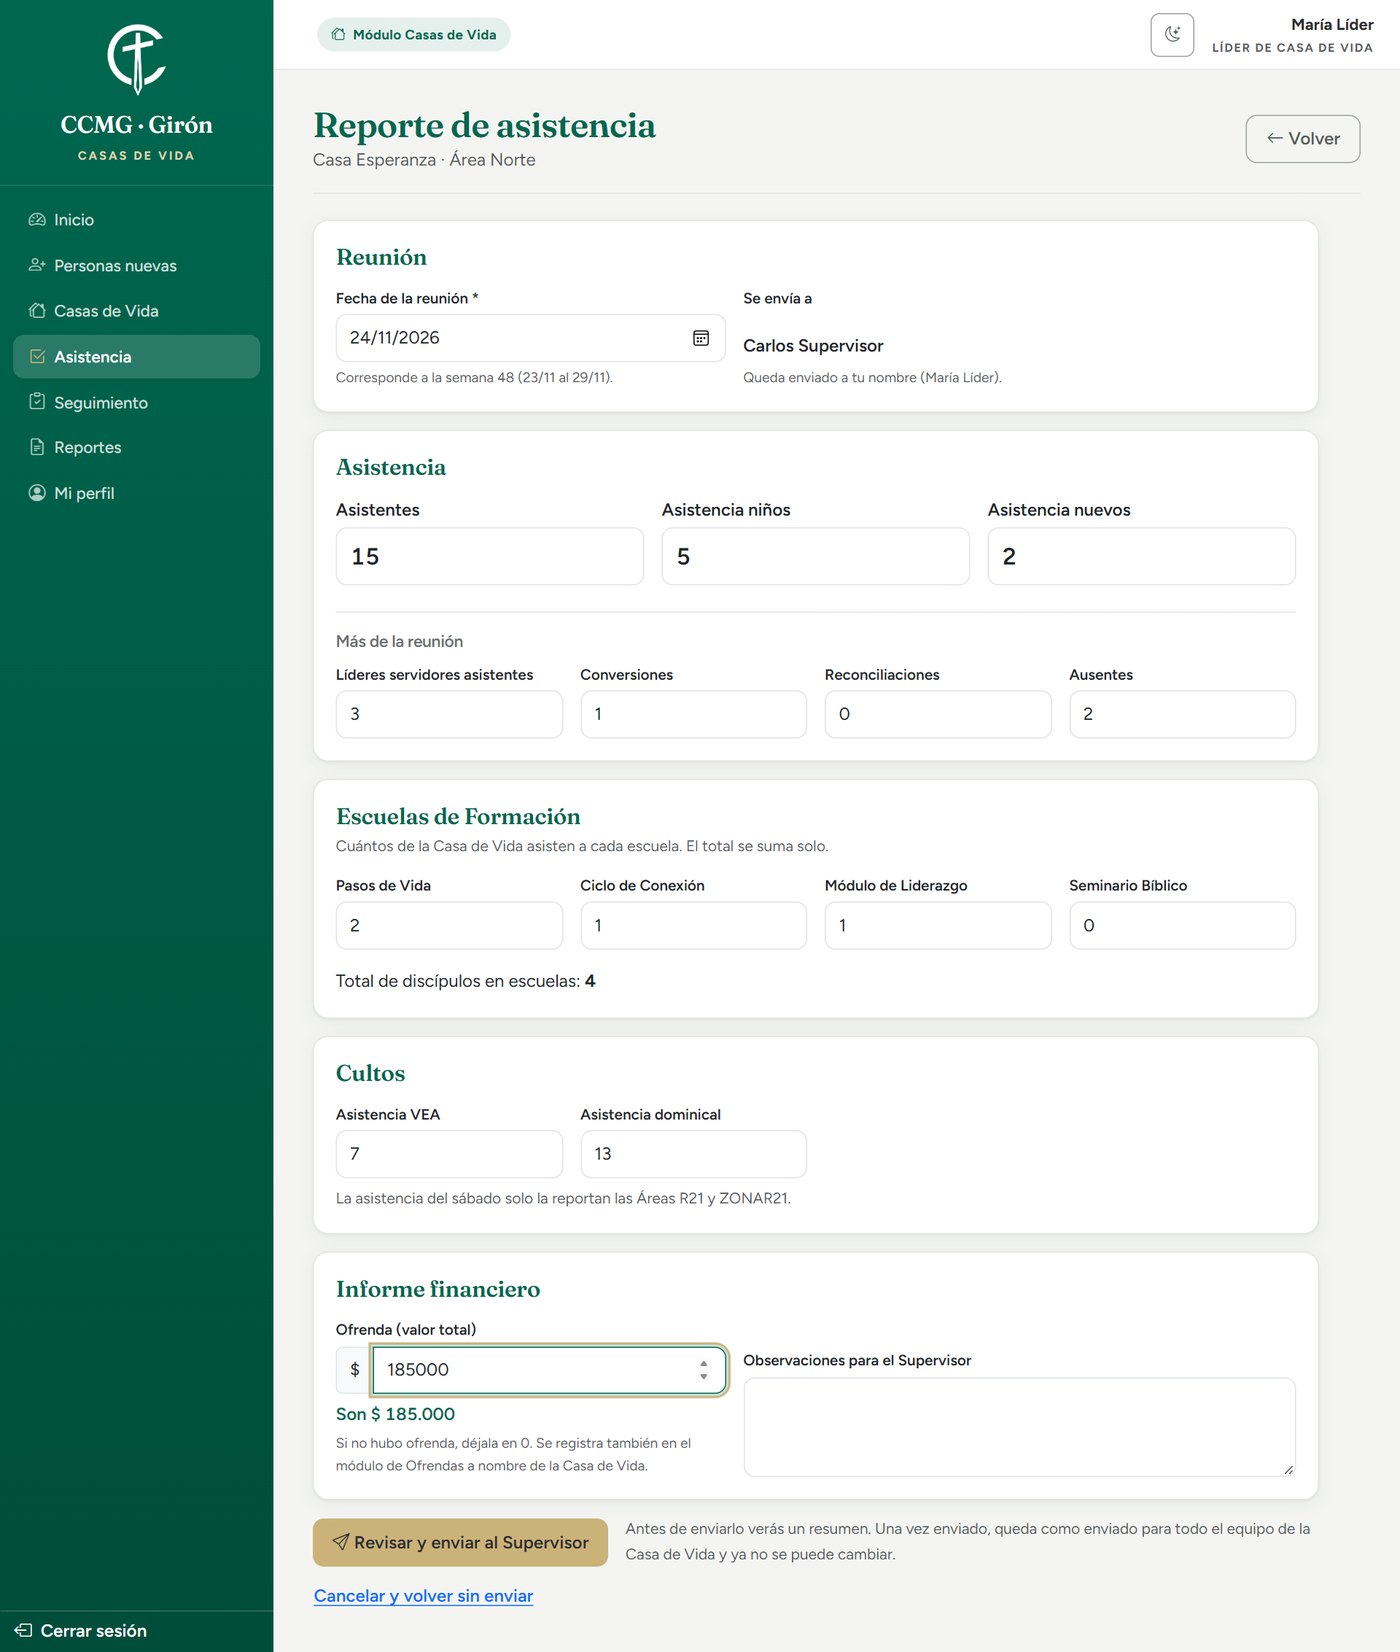 CCMG · Girón
CASAS DE VIDA
Inicio
Personas nuevas
Casas de Vida
Asistencia
Seguimiento
Reportes
Mi perfil
Cerrar sesión
Módulo Casas de Vida
María Líder
LÍDER DE CASA DE VIDA
Reporte de asistencia
Casa Esperanza · Área Norte
← Volver
Reunión
Fecha de la reunión *
24/11/2026
Corresponde a la semana 48 (23/11 al 29/11).
Se envía a
Carlos Supervisor
Queda enviado a tu nombre (María Líder).
Asistencia
Asistentes
15
Asistencia niños
5
Asistencia nuevos
2
Más de la reunión
Líderes servidores asistentes
3
Conversiones
1
Reconciliaciones
0
Ausentes
2
Escuelas de Formación
Cuántos de la Casa de Vida asisten a cada escuela. El total se suma solo.
Pasos de Vida
2
Ciclo de Conexión
1
Módulo de Liderazgo
1
Seminario Bíblico
0
Total de discípulos en escuelas: 4
Cultos
Asistencia VEA
7
Asistencia dominical
13
La asistencia del sábado solo la reportan las Áreas R21 y ZONAR21.
Informe financiero
Ofrenda (valor total)
$ 185000
Son $ 185.000
Si no hubo ofrenda, déjala en 0. Se registra también en el
módulo de Ofrendas a nombre de la Casa de Vida.
Observaciones para el Supervisor
Revisar y enviar al Supervisor
Antes de enviarlo verás un resumen. Una vez enviado, queda como enviado para todo el equipo de la
Casa de Vida y ya no se puede cambiar.
Cancelar y volver sin enviar